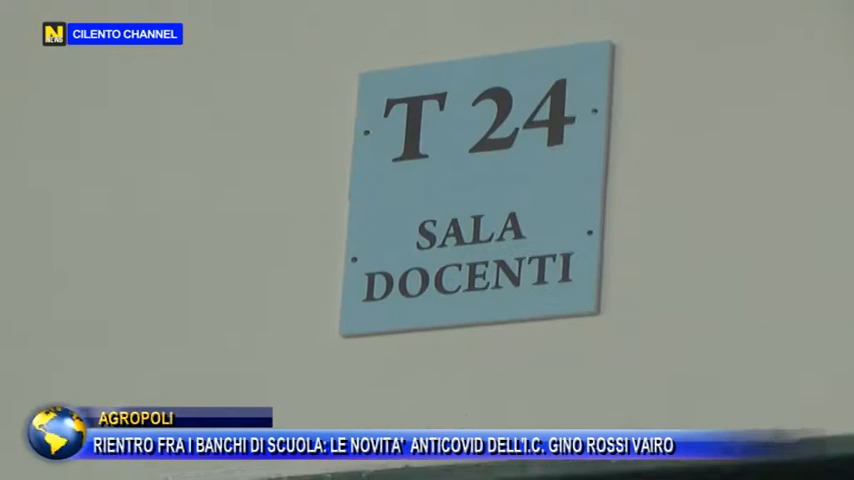 N
CILENTO CHANNEL
T 24
SALA
DOCENTI
AGROPOLI
RIENTRO FRA I BANCHI DI SCUOLA: LE NOVITA' ANTICOVID DELL'I.C. GINO ROSSI VAIRO